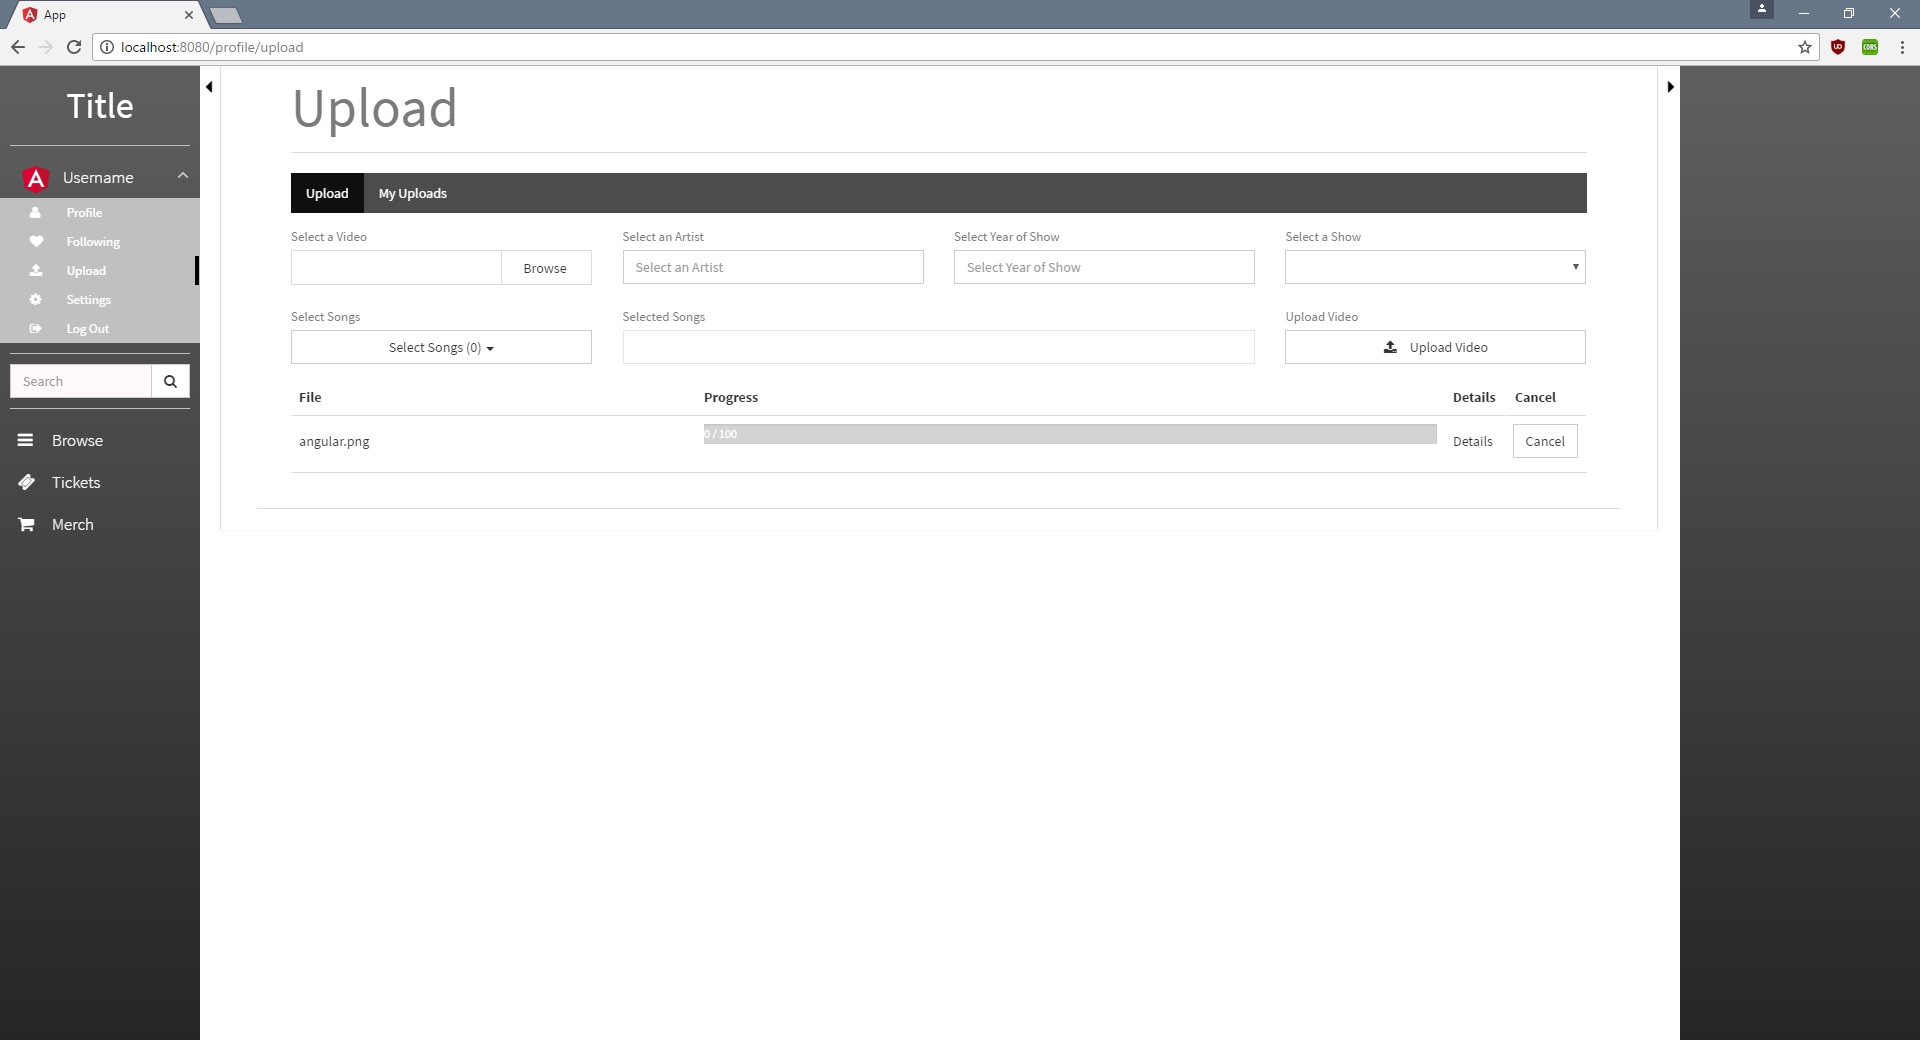 App
localhost:8080/profile/upload
Title
Username
Profile
Following
Upload
Settings
Log Out
Search
Browse
Tickets
Merch
Upload
Upload My Uploads
Select a Video Select an Artist Select Year of Show Select a Show
Browse Select an Artist Select Year of Show
Select Songs Selected Songs Upload Video
Select Songs (0) Upload Video
File Progress Details Cancel
angular.png 0 / 100 Details Cancel